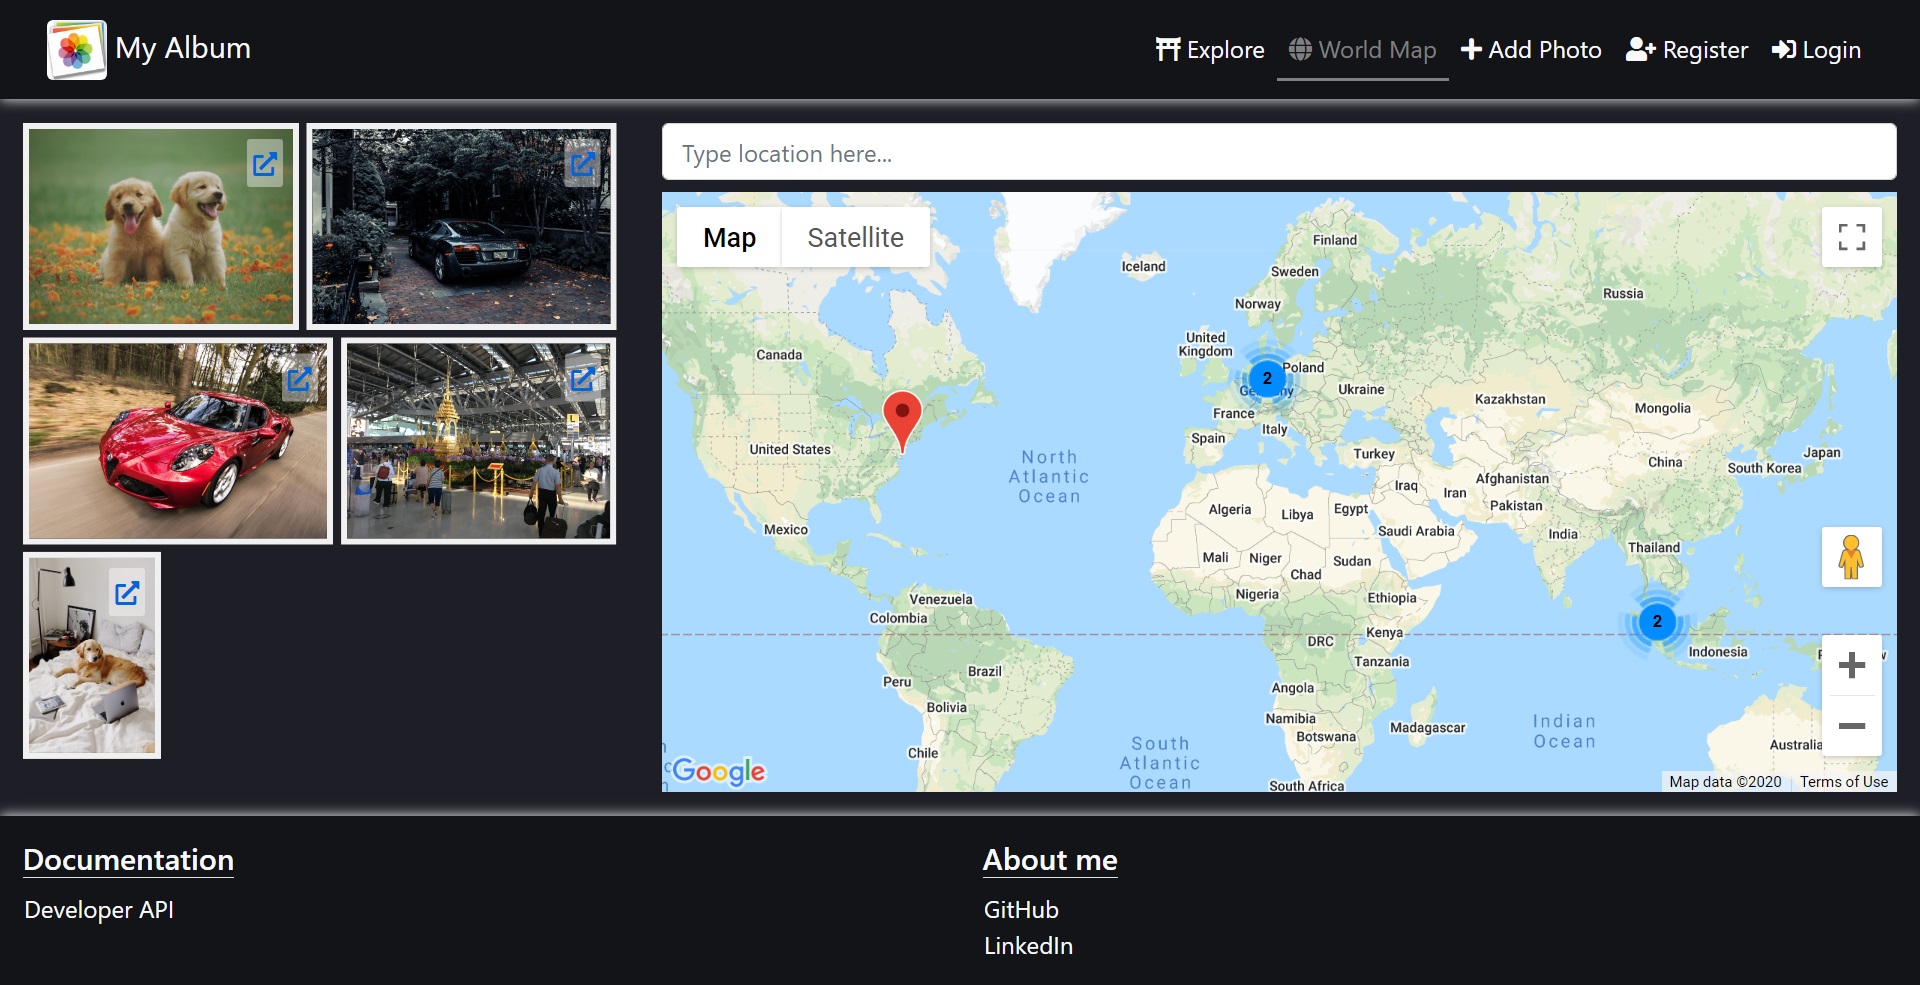 My Album
Explore
World Map
Add Photo
Register
Login
Type location here...
Map
Satellite
Finland
Iceland
Sweden
Russia
Norway
United
Kingdom
Canada
Poland
2
Ukraine
Kazakhstan
Mongolia
France
Italy
Spain
United States
Turkey
Japan
China
South Korea
North
Atlantic
Ocean
Afghanistan
Iraq
Iran
Pakistan
Algeria
Libya
Egypt
Mexico
Saudi Arabia
India
Thailand
Mali
Niger
Sudan
Chad
Nigeria
Ethiopia
Venezuela
Colombia
2
Kenya
DRC
Indonesia
Tanzania
Brazil
Peru
Angola
Bolivia
Namibia
Botswana
Madagascar
Indian
Ocean
South
Atlantic
Ocean
Chile
Australia
South Africa
Google
Map data ©2020
Terms of Use
Documentation
Developer API
About me
GitHub
LinkedIn